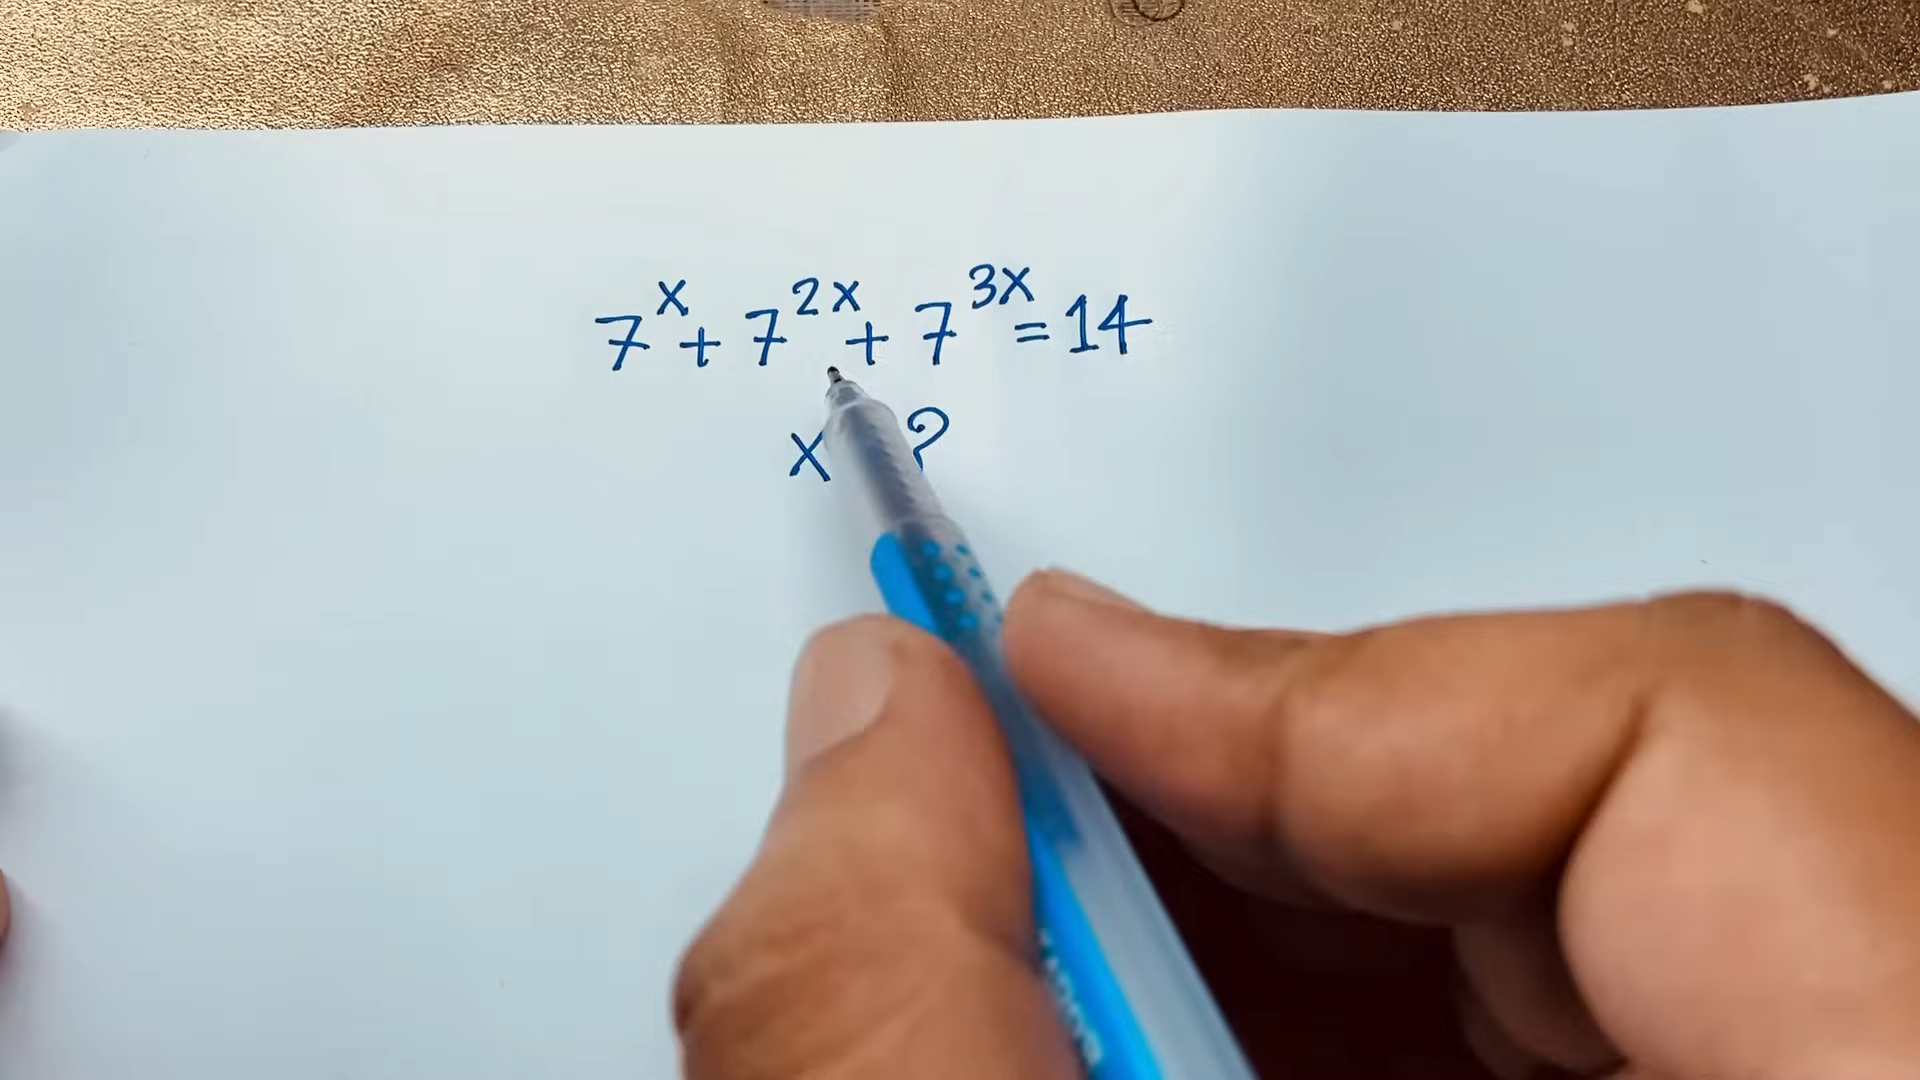 7^x + 7^2x + 7^3x = 14
x ?